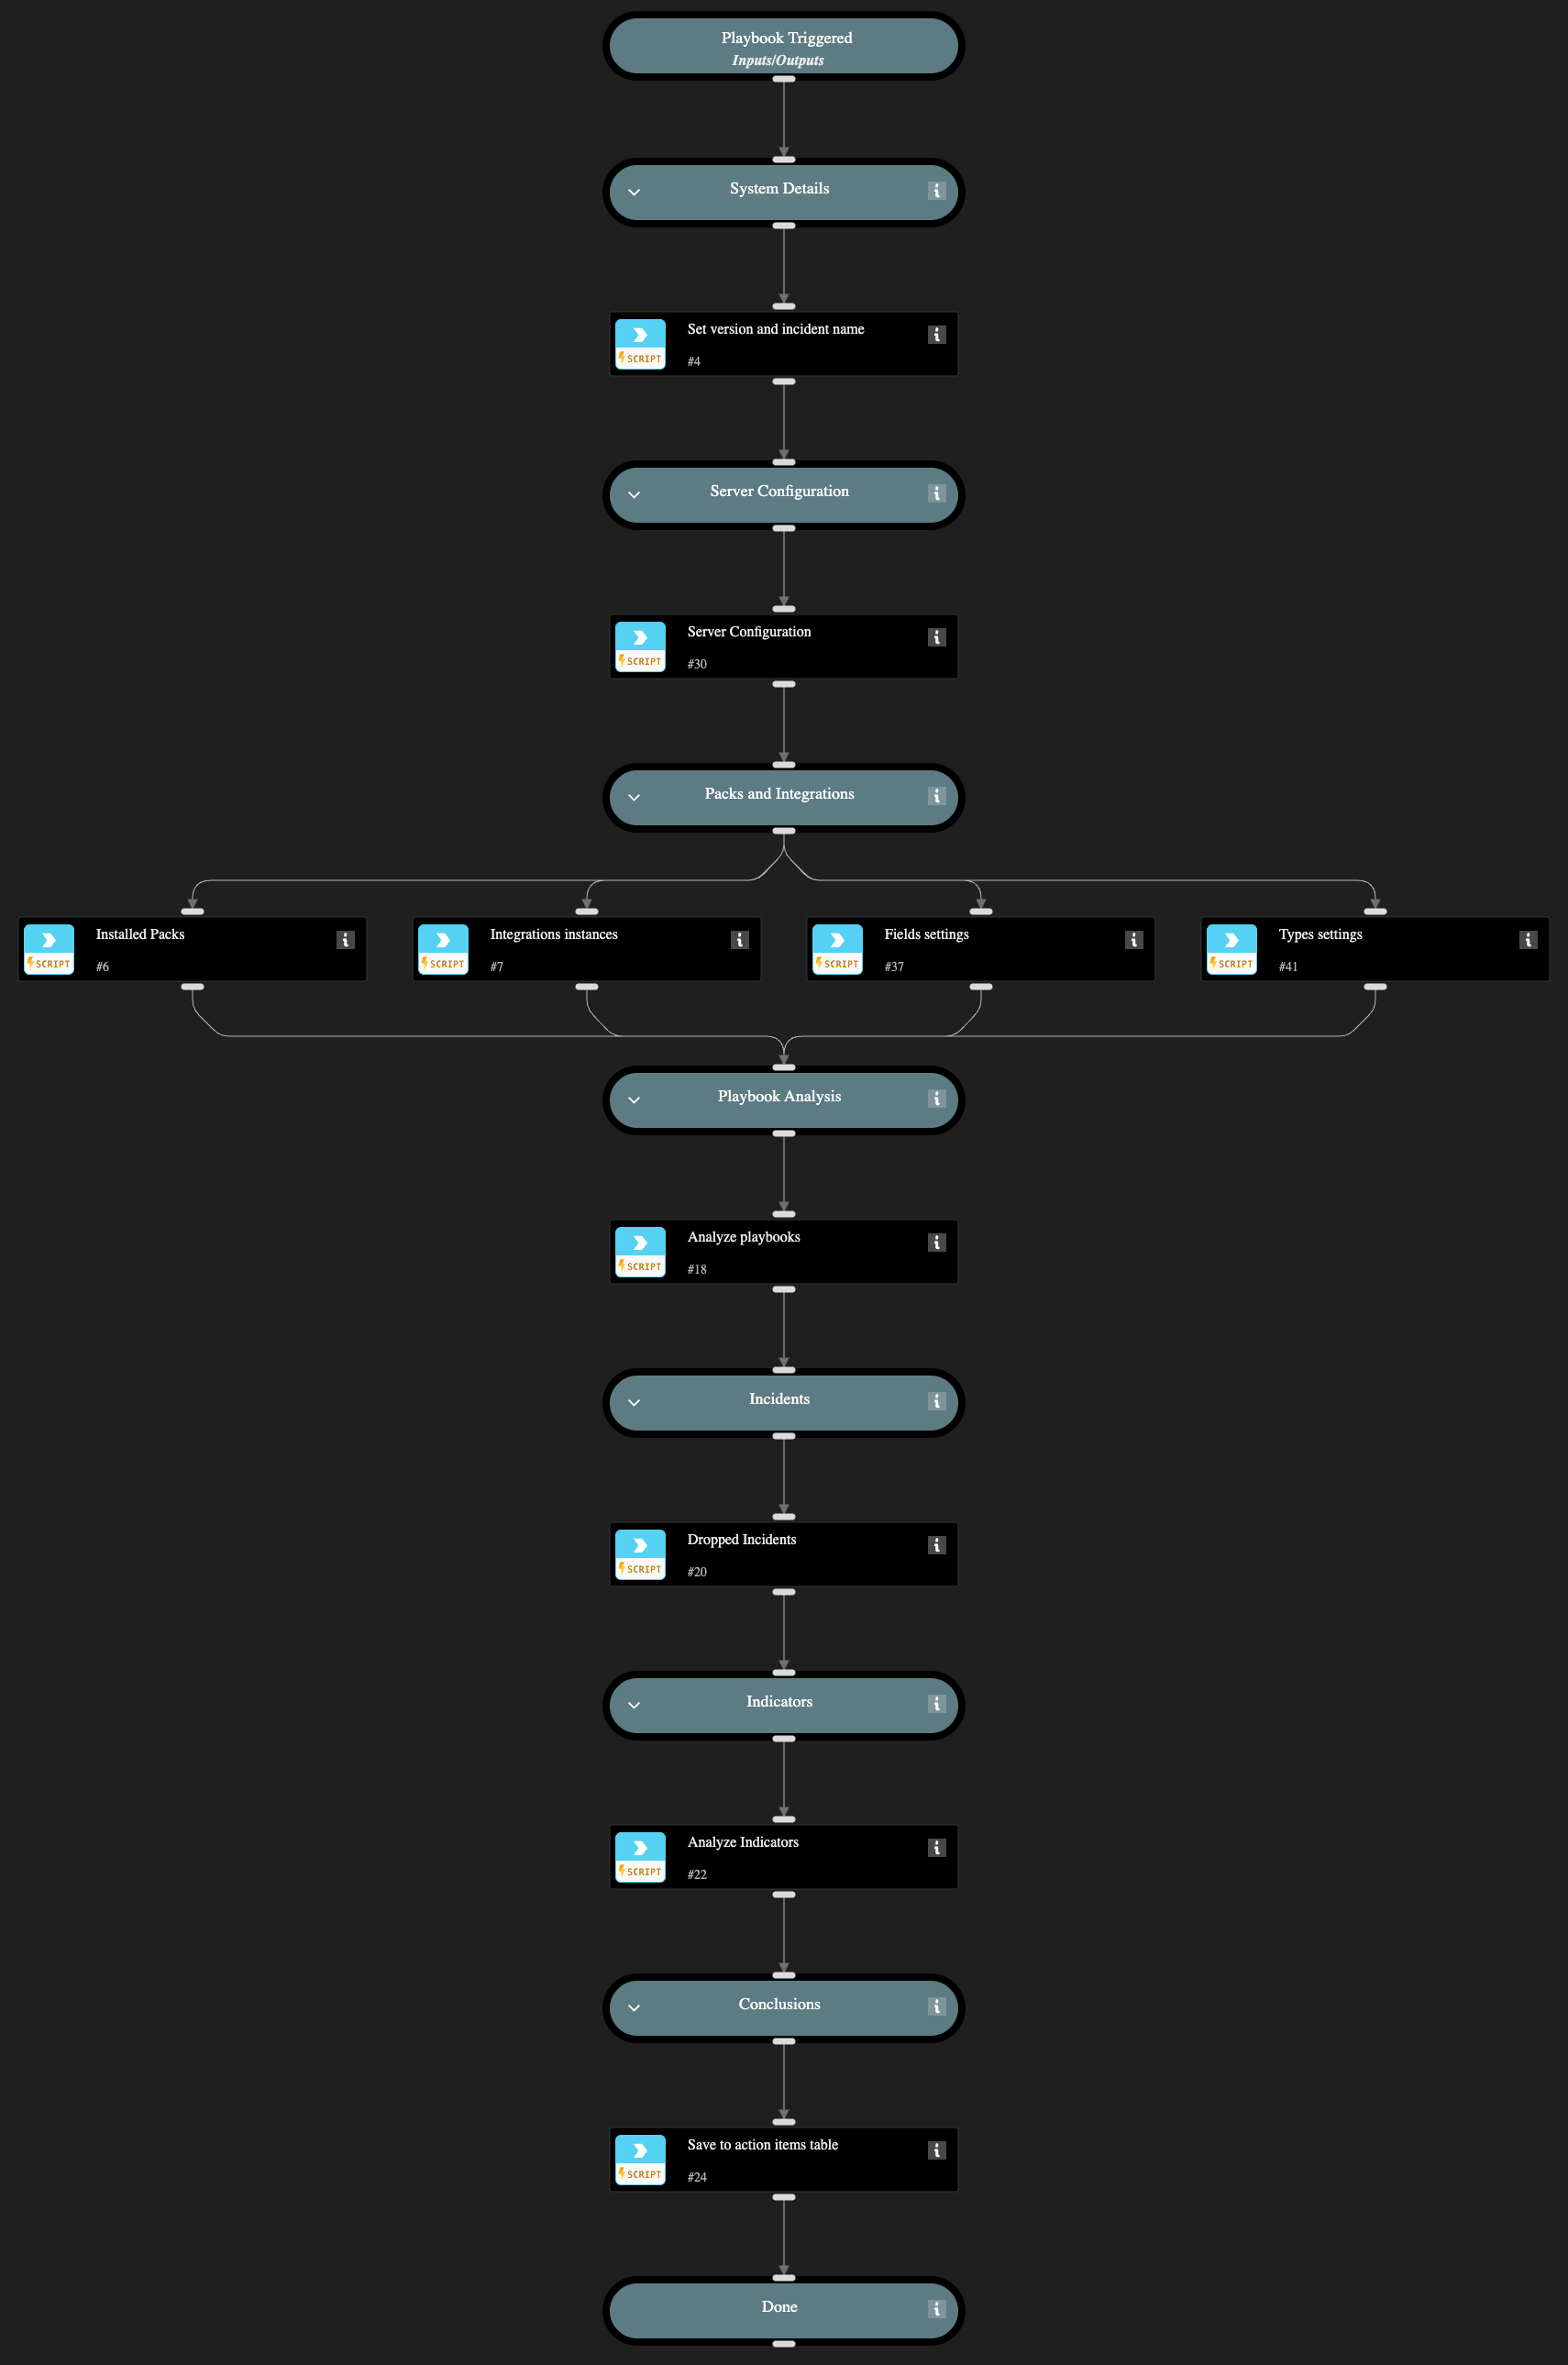 Playbook Triggered
Inputs/Outputs
System Details
Set version and incident name
#4
SCRIPT
Server Configuration
Server Configuration
#30
SCRIPT
Packs and Integrations
Installed Packs
#6
SCRIPT
Integrations instances
#7
SCRIPT
Fields settings
#37
SCRIPT
Types settings
#41
SCRIPT
Playbook Analysis
Analyze playbooks
#18
SCRIPT
Incidents
Dropped Incidents
#20
SCRIPT
Indicators
Analyze Indicators
#22
SCRIPT
Conclusions
Save to action items table
#24
SCRIPT
Done